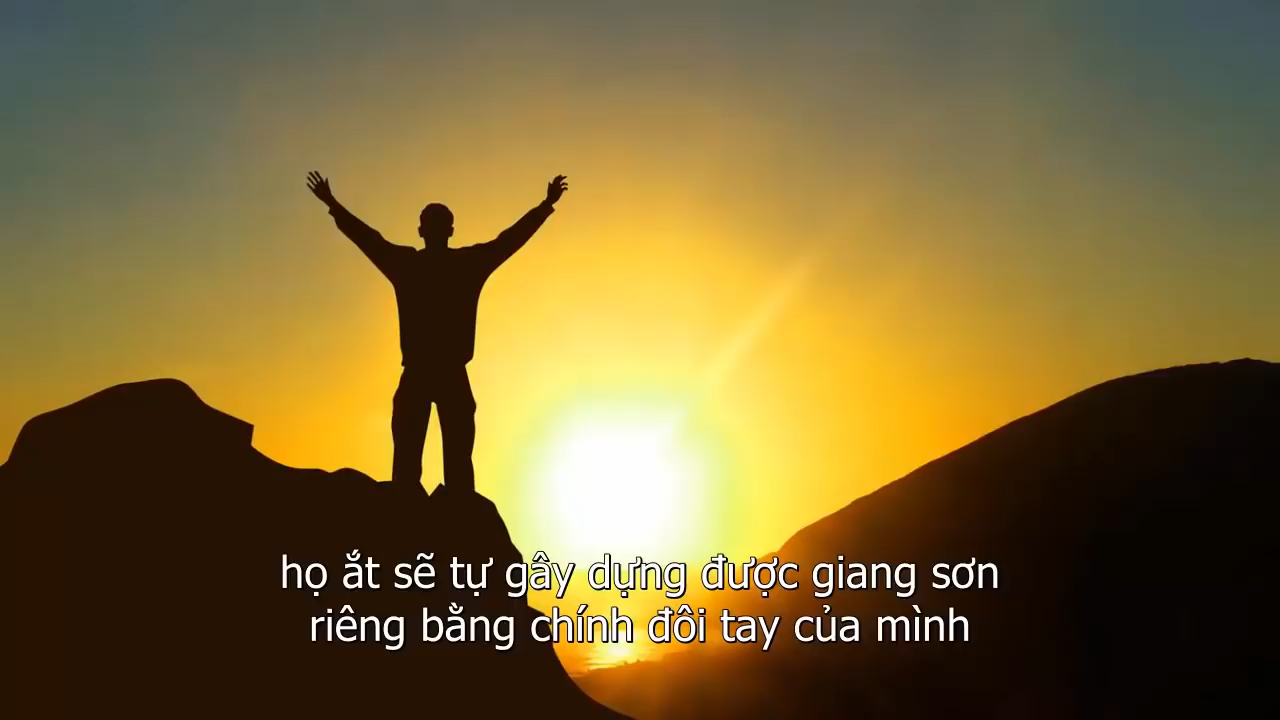 họ ắt sẽ tự gây dựng được giang sơn
riêng bằng chính đôi tay của mình